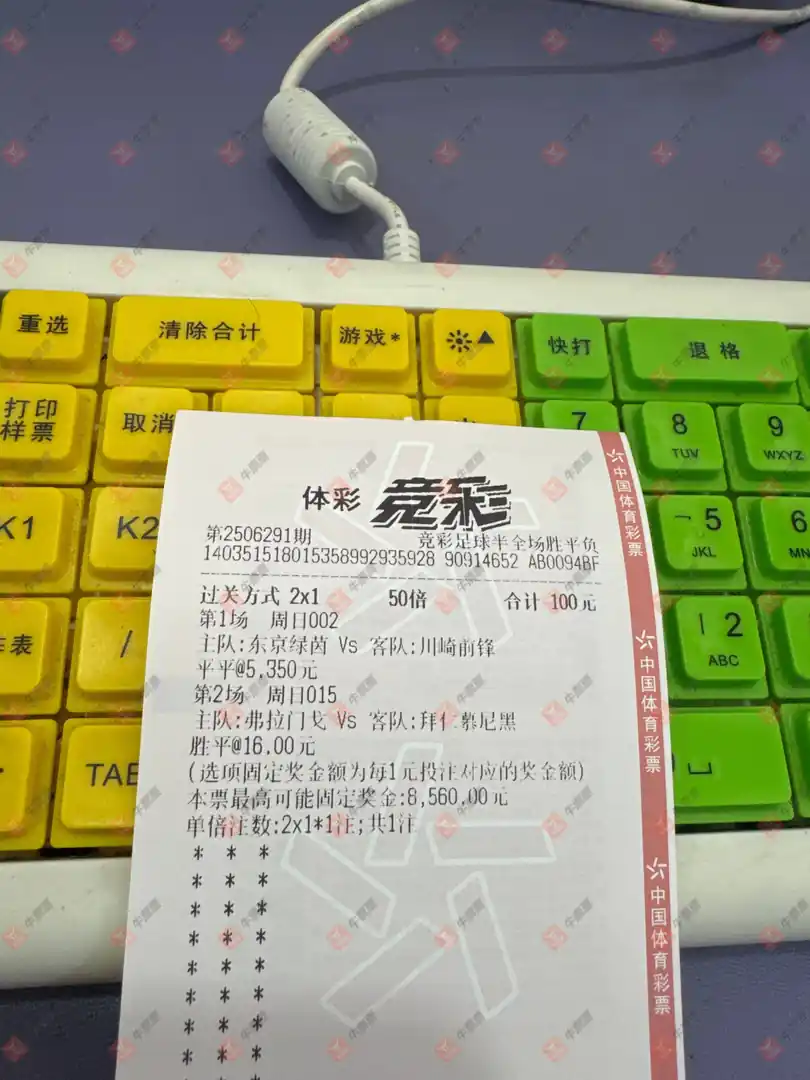 重选
清除合计
游戏*
快打
退格
打印
样票
取消
7
8
TUV
9
WXYZ
K1
K2
5
JKL
6
MN
表
/
2
ABC
TAB
体彩 竞彩
第2506291期 竞彩足球半全场胜平负
140351518015358992935928 90914652 AB0094BF
过关方式 2x1 50倍 合计 100元
第1场 周日002
主队:东京绿茵 Vs 客队:川崎前锋
平平@5.350元
第2场 周日015
主队:弗拉门戈 Vs 客队:拜仁慕尼黑
胜平@16.00元
(选项固定奖金额为每1元投注对应的奖金额)
本票最高可能固定奖金:8,560.00元
单倍注数:2x1*1注;共1注
* * *
* * *
* * *
* * *
* * *
* * *
* * *
* * *
中国体育彩票
中国体育彩票
中国体育彩票